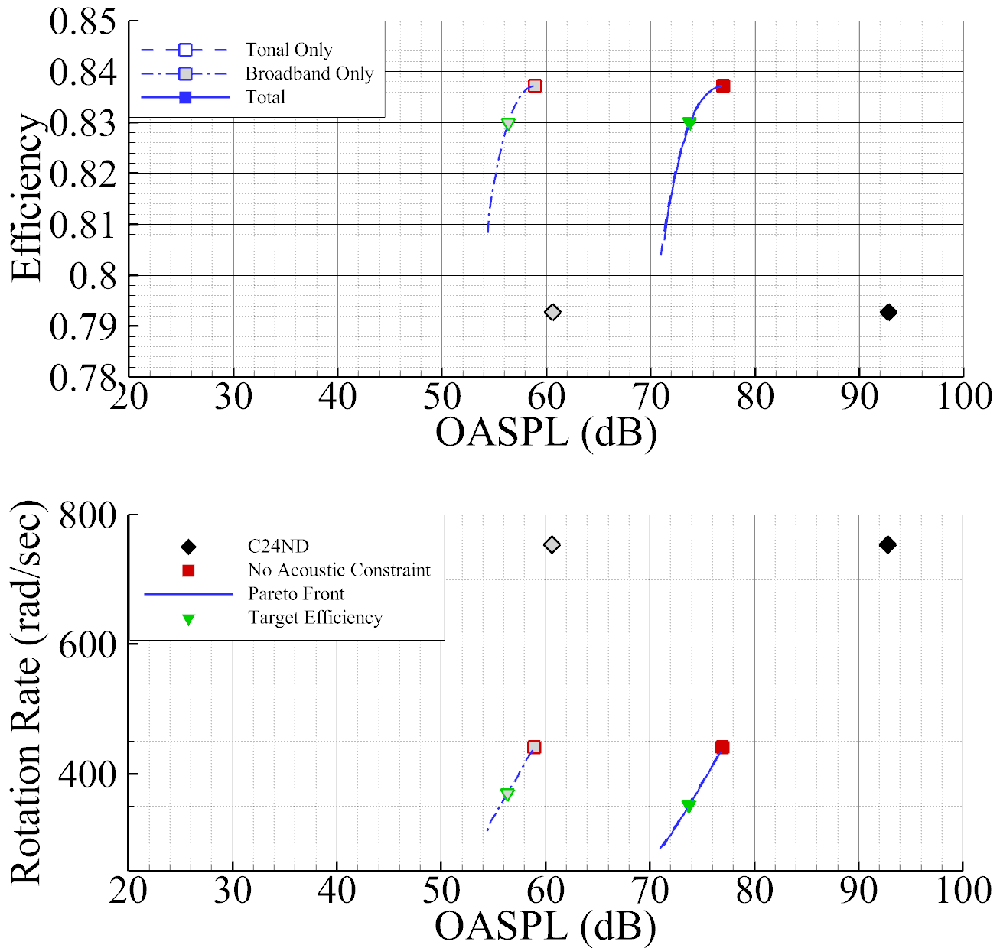 0.85
0.84
0.83
0.82
0.81
0.8
0.79
0.78
Efficiency
Tonal Only
Broadband Only
Total
20 30 40 50 60 70 80 90 100
OASPL (dB)
800
600
400
Rotation Rate (rad/sec)
C24ND
No Acoustic Constraint
Pareto Front
Target Efficiency
20 30 40 50 60 70 80 90 100
OASPL (dB)